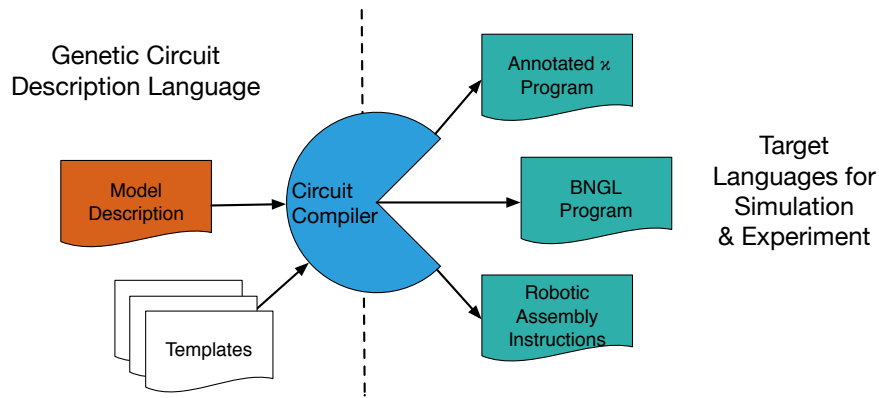 Genetic Circuit
Description Language
Model
Description
Templates
Circuit
Compiler
Annotated ϰ
Program
BNGL
Program
Robotic
Assembly
Instructions
Target
Languages for
Simulation
& Experiment